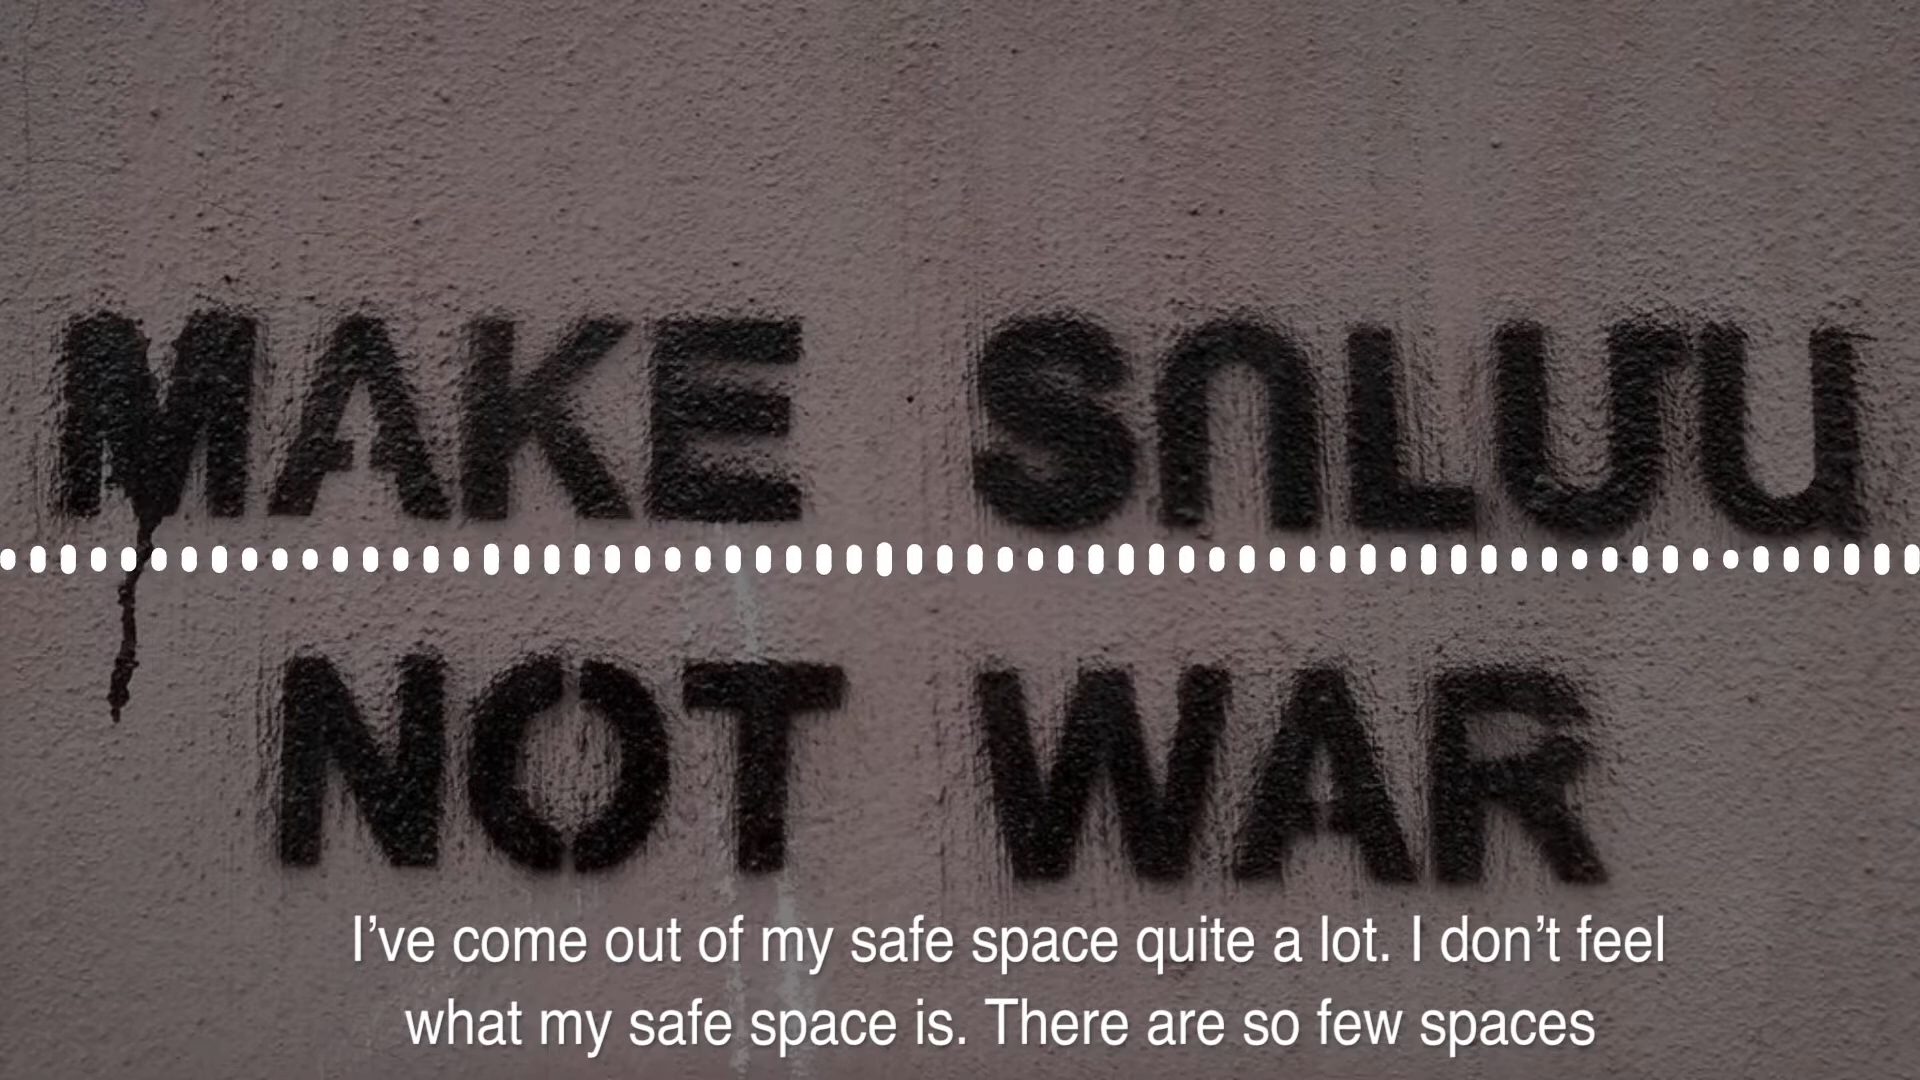 MAKE ՏՈԼՄԱ
NOT WAR
I’ve come out of my safe space quite a lot. I don’t feel
what my safe space is. There are so few spaces